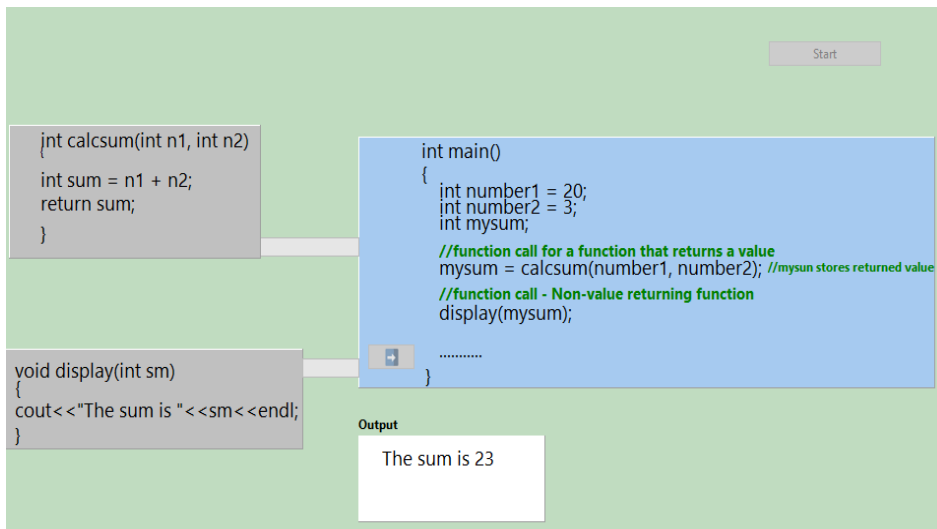 Start
int calcsum(int n1, int n2)
{
int sum = n1 + n2;
return sum;
}
int main()
{
int number1 = 20;
int number2 = 3;
int mysum;
//function call for a function that returns a value
mysum = calcsum(number1, number2); //mysun stores returned value
//function call - Non-value returning function
display(mysum);
...........
}
void display(int sm)
{
cout<<"The sum is "<<sm<<endl;
}
Output
The sum is 23